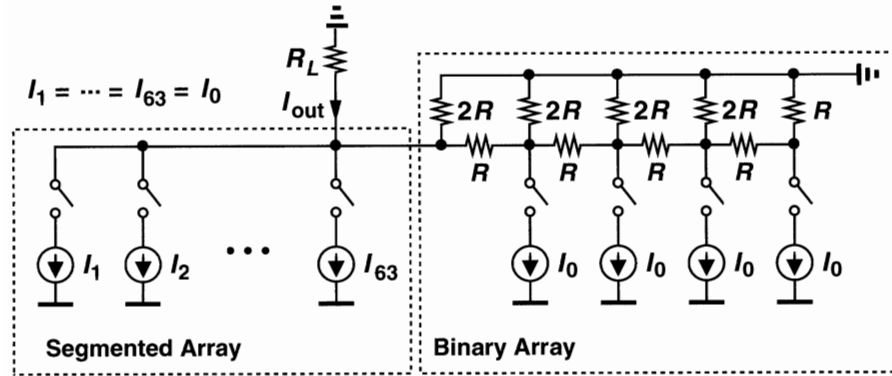 R_L
I_1 = ··· = I_63 = I_0
I_out
2R 2R 2R 2R R
R R R R
I_1 I_2 ··· I_63
I_0 I_0 I_0 I_0
Segmented Array
Binary Array